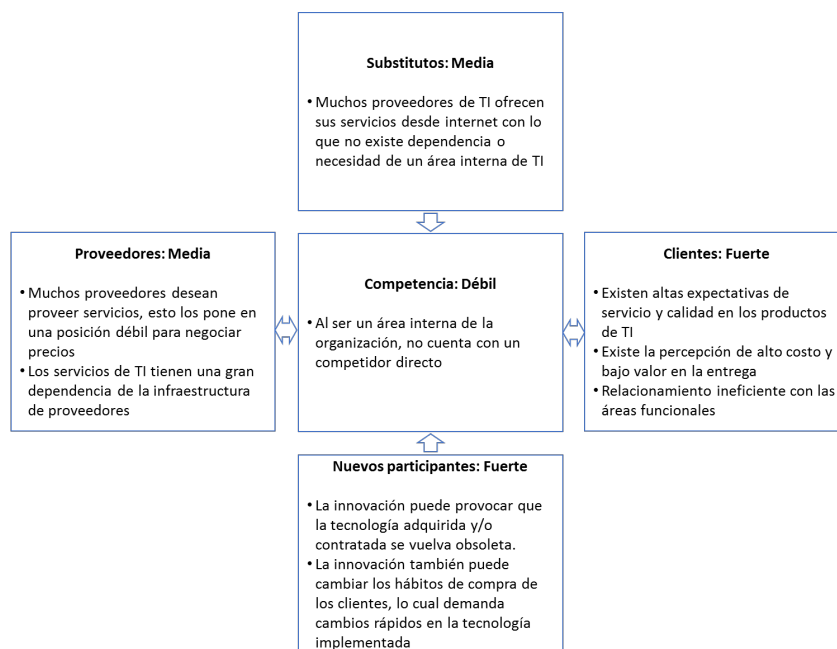 Substitutos: Media
• Muchos proveedores de TI ofrecen
sus servicios desde internet con lo
que no existe dependencia o
necesidad de un área interna de TI
Proveedores: Media
• Muchos proveedores desean
proveer servicios, esto los pone en
una posición débil para negociar
precios
• Los servicios de TI tienen una gran
dependencia de la infraestructura
de proveedores
Competencia: Débil
• Al ser un área interna de la
organización, no cuenta con un
competidor directo
Clientes: Fuerte
• Existen altas expectativas de
servicio y calidad en los productos
de TI
• Existe la percepción de alto costo y
bajo valor en la entrega
• Relacionamiento ineficiente con las
áreas funcionales
Nuevos participantes: Fuerte
• La innovación puede provocar que
la tecnología adquirida y/o
contratada se vuelva obsoleta.
• La innovación también puede
cambiar los hábitos de compra de
los clientes, lo cual demanda
cambios rápidos en la tecnología
implementada